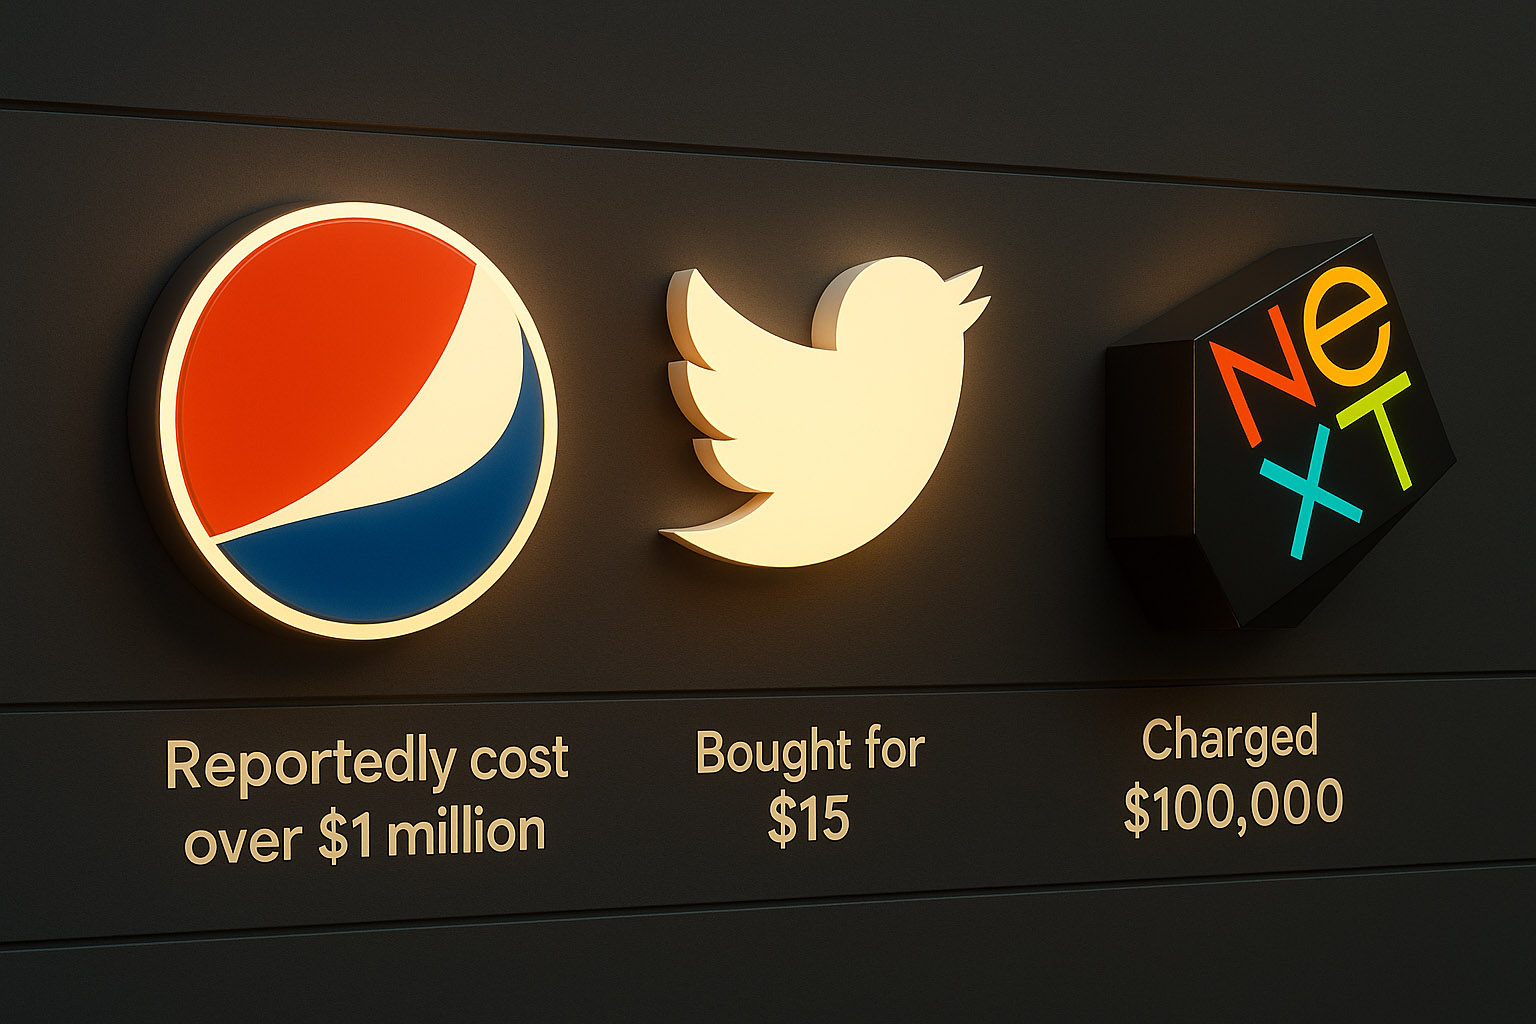 Ne
XT
Reportedly cost
over $1 million
Bought for
$15
Charged
$100,000